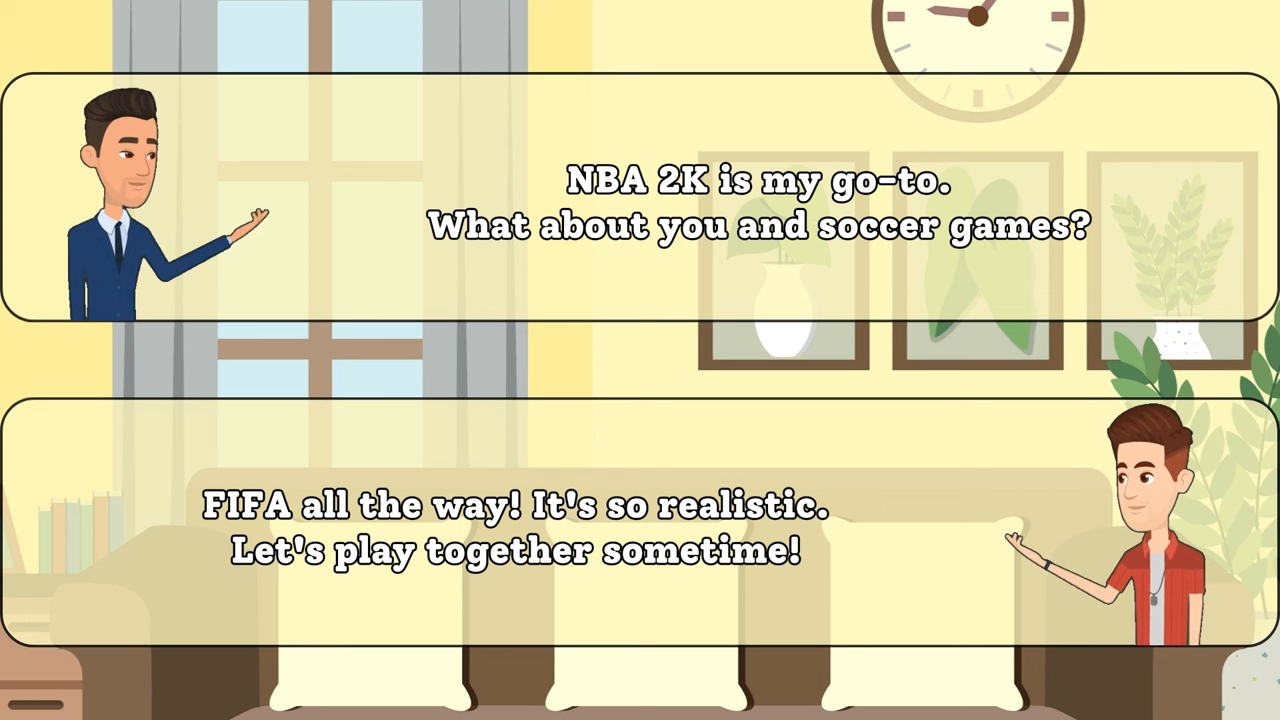 NBA 2K is my go-to.
What about you and soccer games?
FIFA all the way! It's so realistic.
Let's play together sometime!